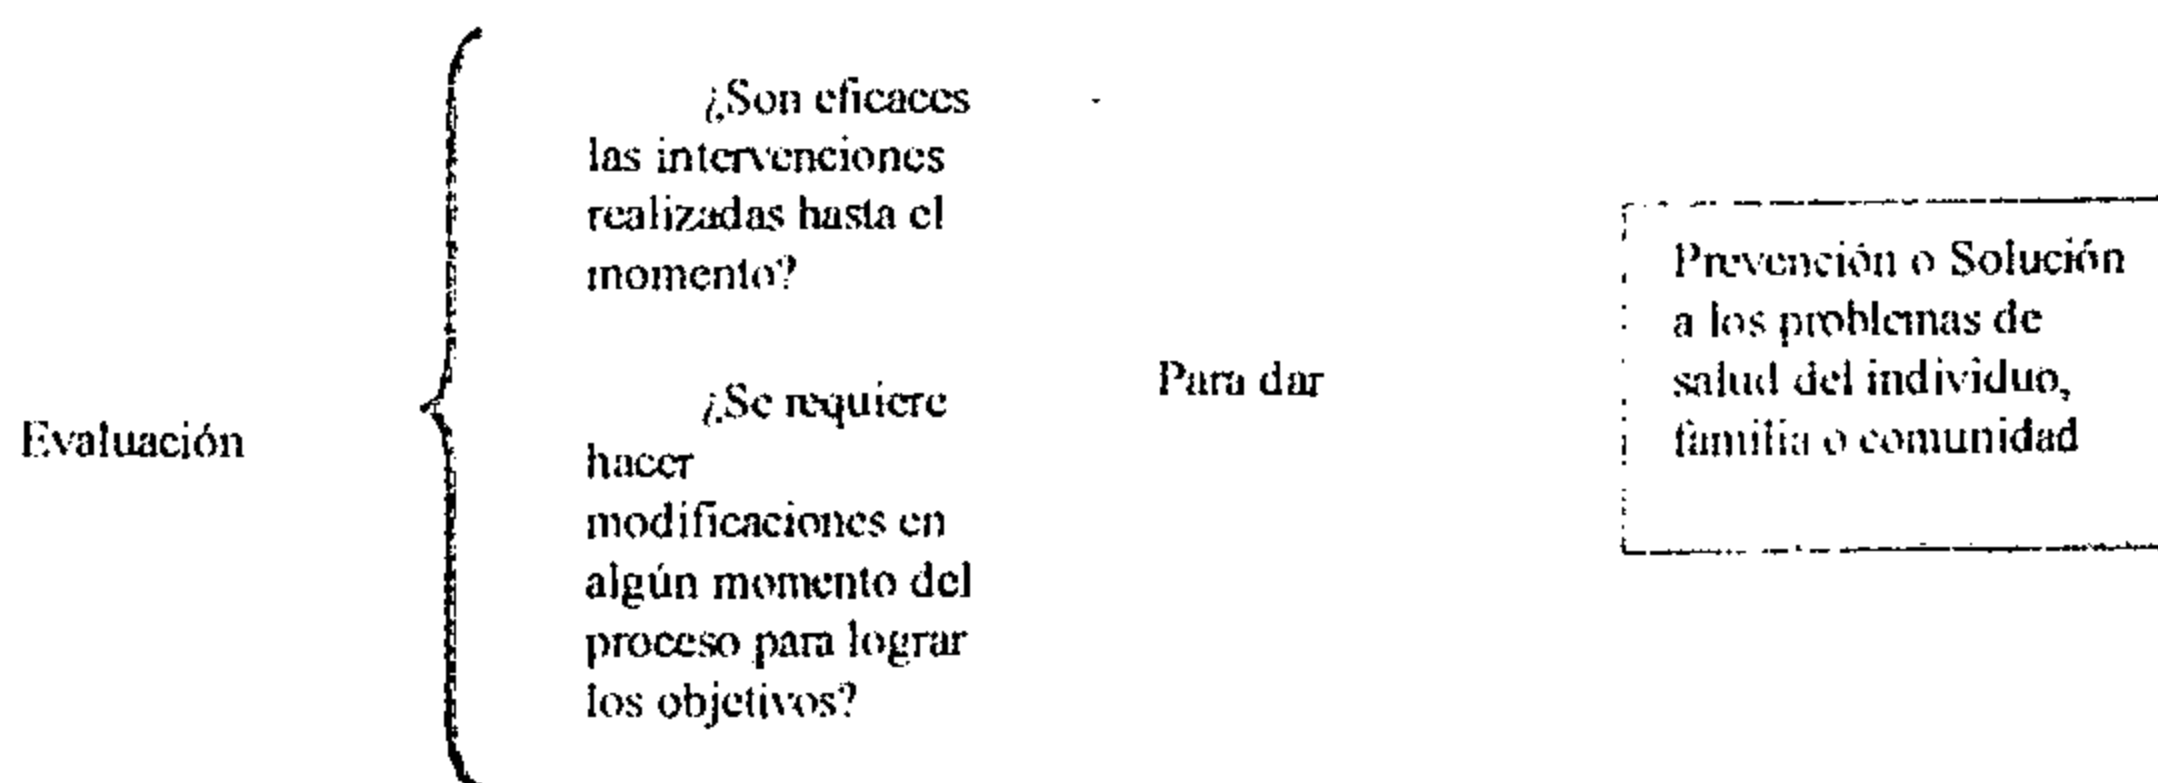 Evaluación
¿Son eficaces
las intervenciones
realizadas hasta el
momento?
¿Se requiere
hacer
modificaciones en
algún momento del
proceso para lograr
los objetivos?
Para dar
Prevención o Solución
a los problemas de
salud del individuo,
familia o comunidad